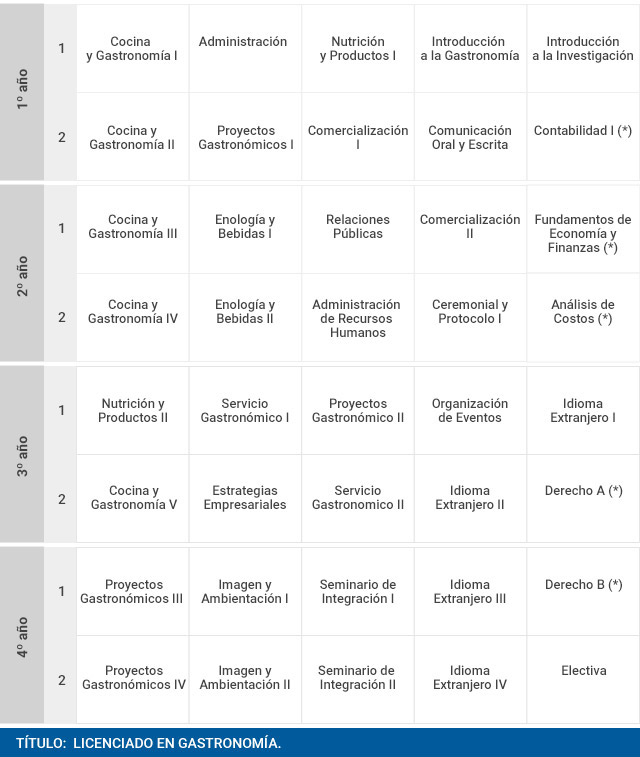 1º año
1
Cocina
y Gastronomía I
Administración
Nutrición
y Productos I
Introducción
a la Gastronomía
Introducción
a la Investigación
2
Cocina y
Gastronomía II
Proyectos
Gastronómicos I
Comercialización
I
Comunicación
Oral y Escrita
Contabilidad I (*)
2º año
1
Cocina y
Gastronomía III
Enología y
Bebidas I
Relaciones
Públicas
Comercialización
II
Fundamentos de
Economía y
Finanzas (*)
2
Cocina y
Gastronomía IV
Enología y
Bebidas II
Administración
de Recursos
Humanos
Ceremonial y
Protocolo I
Análisis de
Costos (*)
3º año
1
Nutrición y
Productos II
Servicio
Gastronómico I
Proyectos
Gastronómico II
Organización
de Eventos
Idioma
Extranjero I
2
Cocina y
Gastronomía V
Estrategias
Empresariales
Servicio
Gastronomico II
Idioma
Extranjero II
Derecho A (*)
4º año
1
Proyectos
Gastronómicos III
Imagen y
Ambientación I
Seminario de
Integración I
Idioma
Extranjero III
Derecho B (*)
2
Proyectos
Gastronómicos IV
Imagen y
Ambientación II
Seminario de
Integración II
Idioma
Extranjero IV
Electiva
TÍTULO: LICENCIADO EN GASTRONOMÍA.